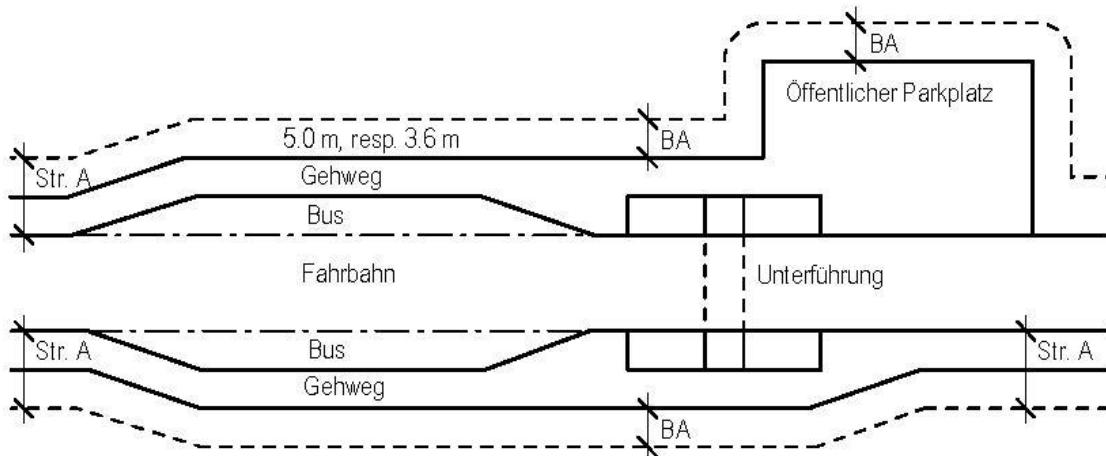 BA
Öffentlicher Parkplatz
5.0 m, resp. 3.6 m
BA
Str. A
Gehweg
Bus
Fahrbahn
Unterführung
Str. A
Bus
Str. A
Gehweg
BA